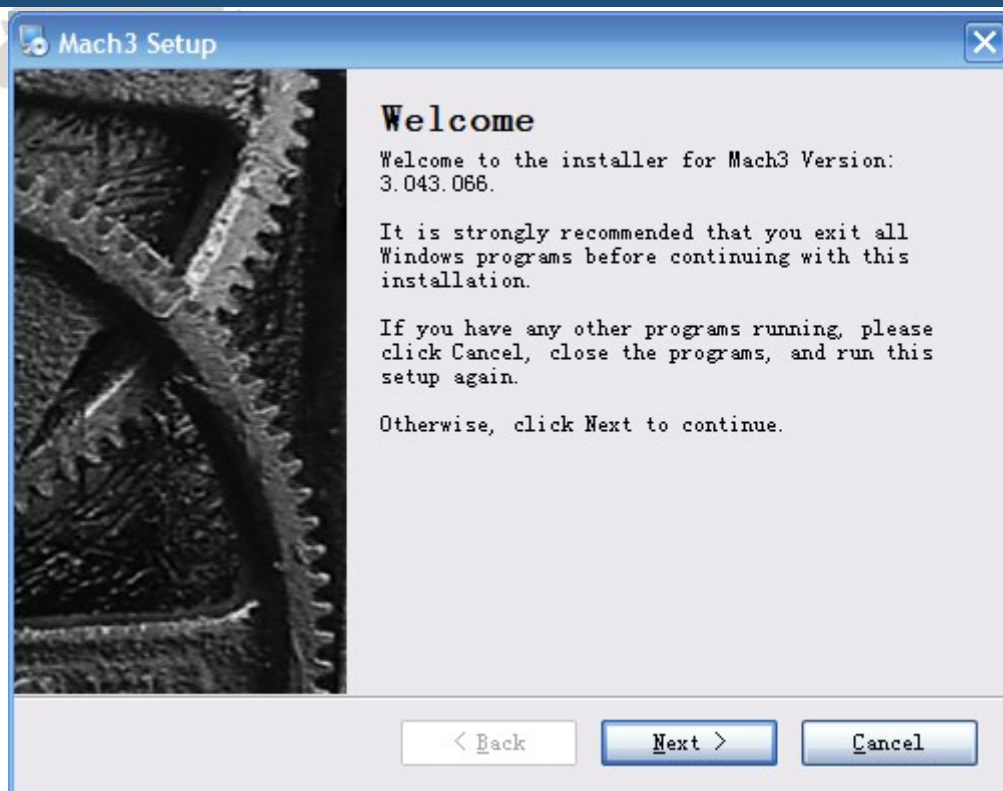 Mach3 Setup
Welcome
Welcome to the installer for Mach3 Version:
3.043.066.
It is strongly recommended that you exit all
Windows programs before continuing with this
installation.
If you have any other programs running, please
click Cancel, close the programs, and run this
setup again.
Otherwise, click Next to continue.
< Back
Next >
Cancel